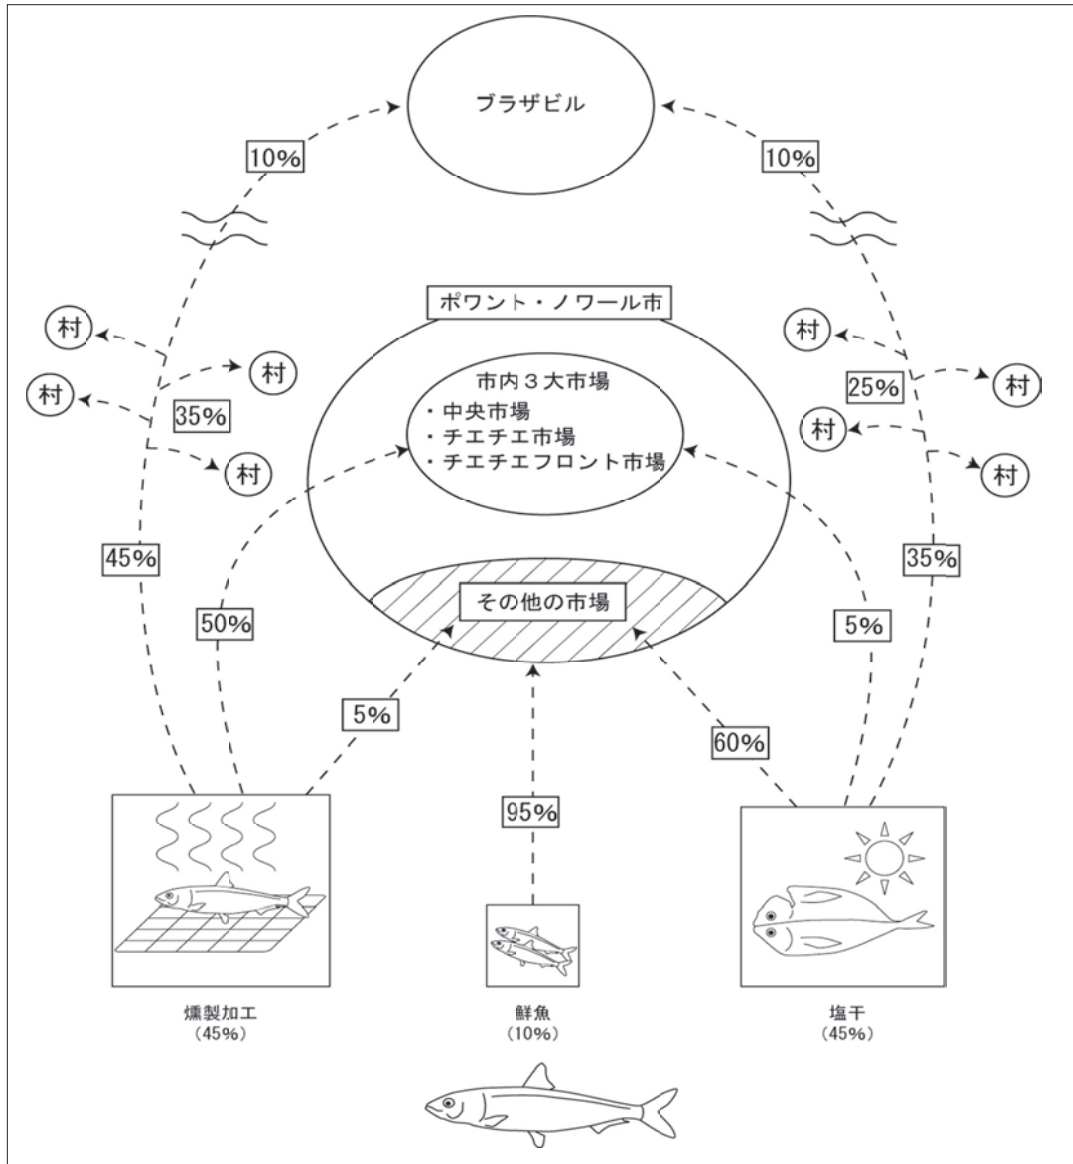 ブラザビル
10%
10%
ポワント・ノワール市
村
村
村
村
35%
村
村
25%
村
村
市内3大市場
・中央市場
・チエチエ市場
・チエチエフロント市場
45%
35%
その他の市場
50%
5%
5%
60%
95%
燻製加工
(45%)
鮮魚
(10%)
塩干
(45%)